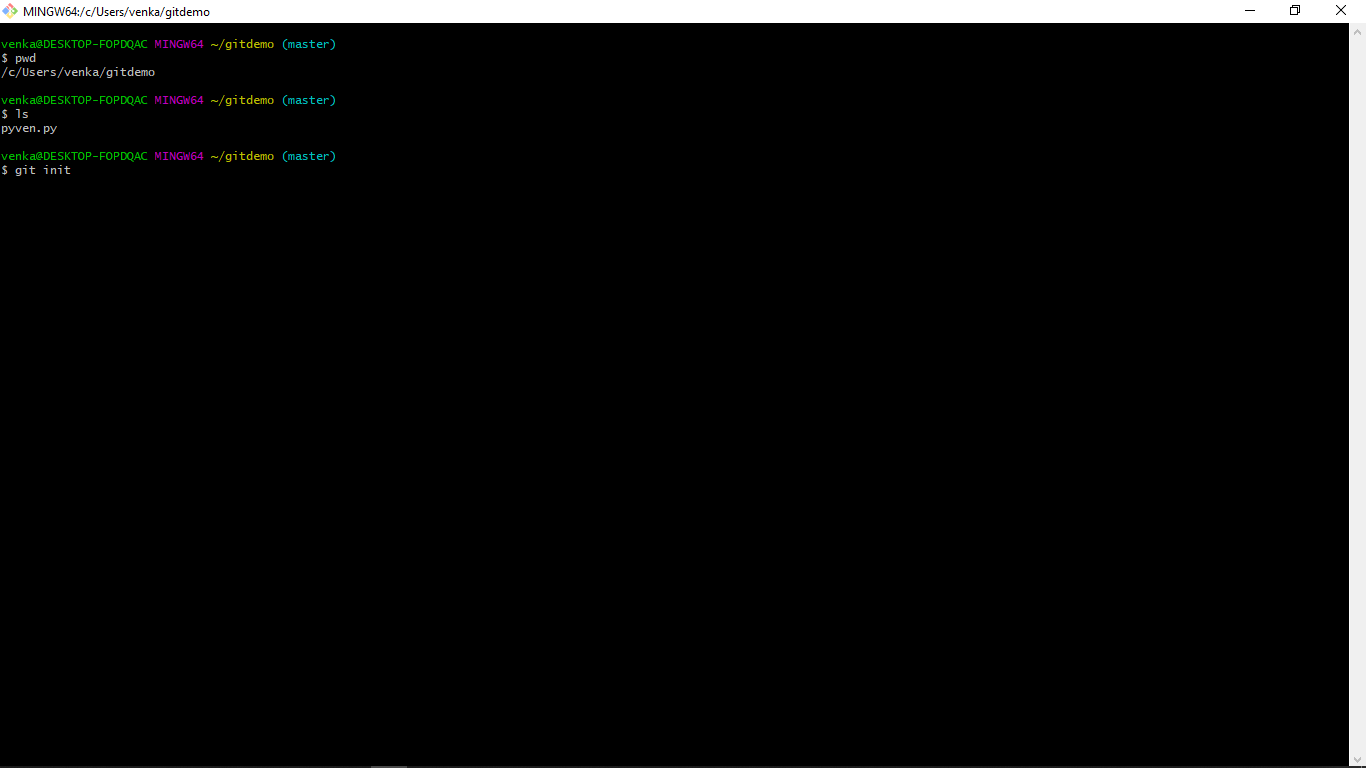 MINGW64:/c/Users/venka/gitdemo
venka@DESKTOP-FOPDQAC MINGW64 ~/gitdemo (master)
$ pwd
/c/Users/venka/gitdemo
venka@DESKTOP-FOPDQAC MINGW64 ~/gitdemo (master)
$ ls
pyven.py
venka@DESKTOP-FOPDQAC MINGW64 ~/gitdemo (master)
$ git init